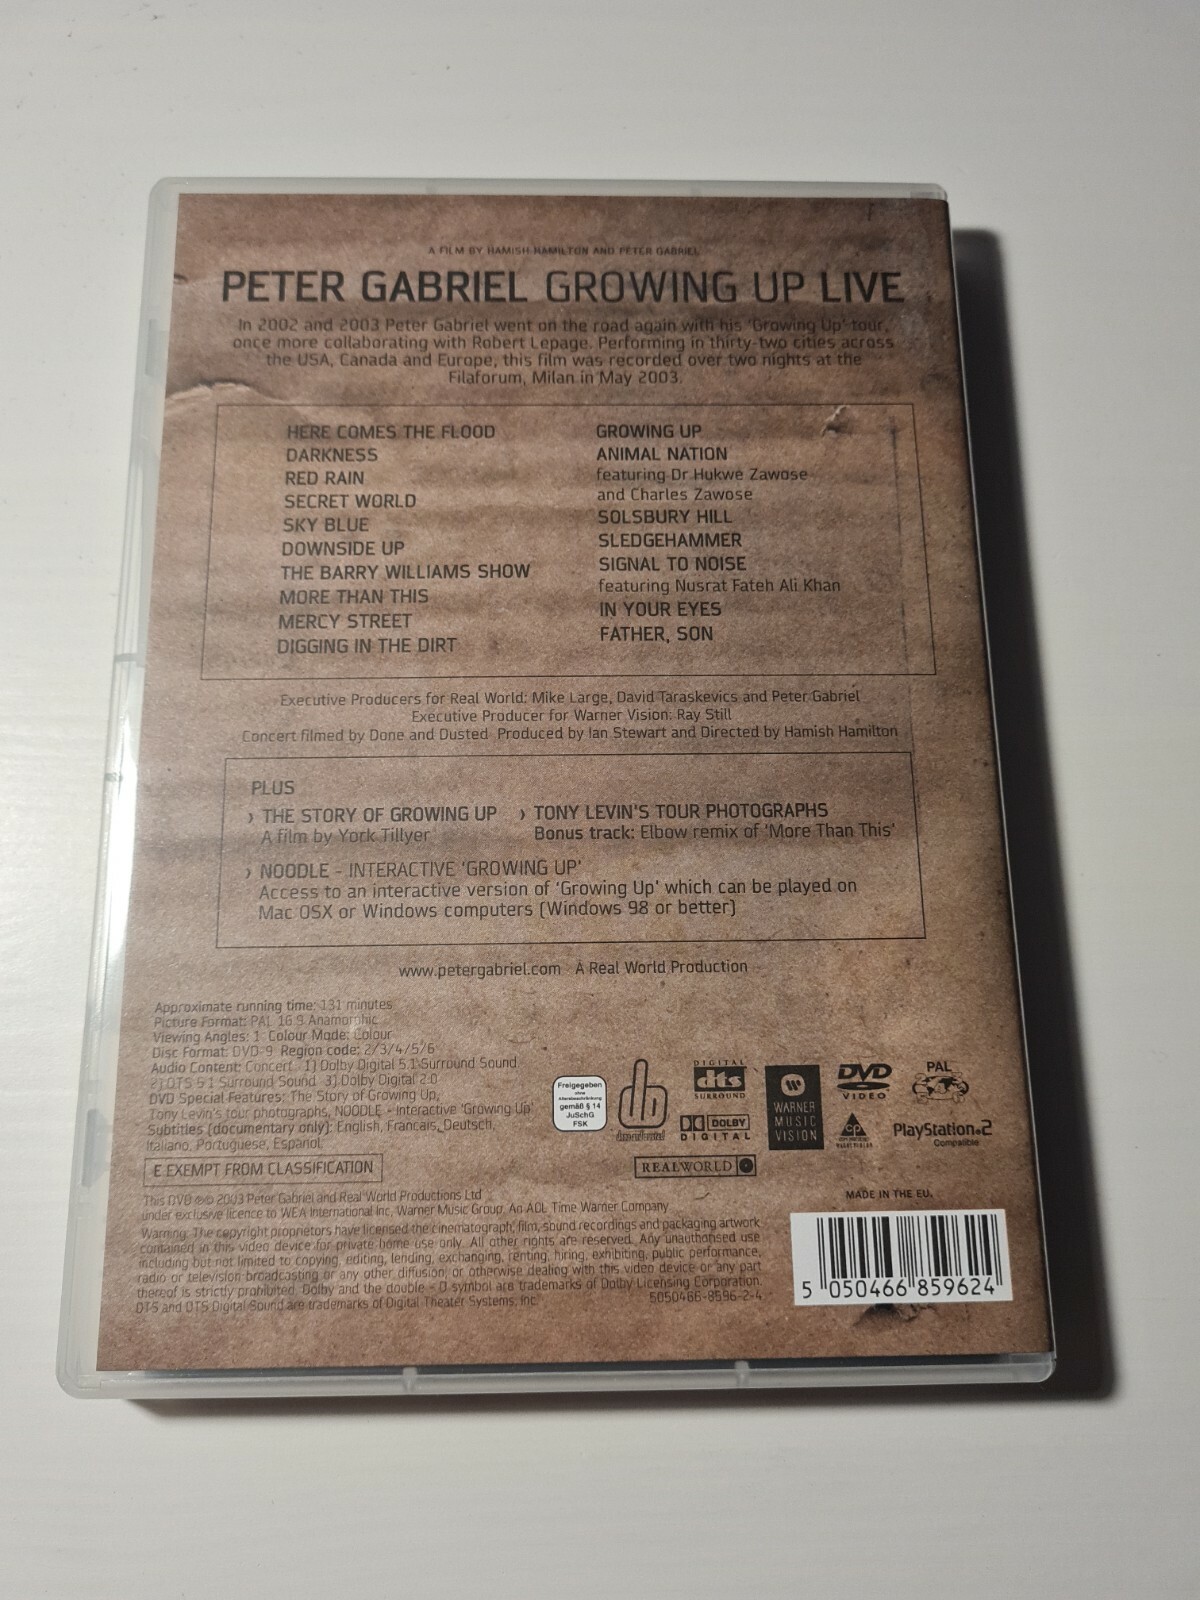 A FILM BY HAMISH HAMILTON AND PETER GABRIEL
PETER GABRIEL GROWING UP LIVE
In 2002 and 2003 Peter Gabriel went on the road again with his 'Growing Up' tour,
once more collaborating with Robert Lepage. Performing in thirty-two cities across
the USA, Canada and Europe, this film was recorded over two nights at the
Filaforum, Milan in May 2003.
HERE COMES THE FLOOD
DARKNESS
RED RAIN
SECRET WORLD
SKY BLUE
DOWNSIDE UP
THE BARRY WILLIAMS SHOW
MORE THAN THIS
MERCY STREET
DIGGING IN THE DIRT
GROWING UP
ANIMAL NATION
featuring Dr Hukwe Zawose
and Charles Zawose
SOLSBURY HILL
SLEDGEHAMMER
SIGNAL TO NOISE
featuring Nusrat Fateh Ali Khan
IN YOUR EYES
FATHER, SON
Executive Producers for Real World: Mike Large, David Taraskevics and Peter Gabriel
Executive Producer for Warner Vision: Ray Still
Concert filmed by Done and Dusted Produced by Ian Stewart and Directed by Hamish Hamilton
PLUS
› THE STORY OF GROWING UP
A film by York Tillyer
› TONY LEVIN'S TOUR PHOTOGRAPHS
Bonus track: Elbow remix of 'More Than This'
› NOODLE - INTERACTIVE 'GROWING UP'
Access to an interactive version of 'Growing Up' which can be played on
Mac OSX or Windows computers (Windows 98 or better)
www.petergabriel.com A Real World Production
Approximate running time: 131 minutes
Picture Format: PAL 16:9 Anamorphic
Viewing Angles: 1 Colour Mode: Colour
Disc Format: DVD-9 Region code: 2/3/4/5/6
Audio Content: Concert 1) Dolby Digital 5.1 Surround Sound
2) DTS 5.1 Surround Sound 3) Dolby Digital 2.0
DVD Special Features: The Story of Growing Up,
Tony Levin's tour photographs, NOODLE - Interactive 'Growing Up'
Subtitles (documentary only): English, Francais, Deutsch,
Italiano, Portuguese, Espanol
E EXEMPT FROM CLASSIFICATION
Freigegeben
ohne
Altersbeschränkung
gemäß § 14
JuSchG
FSK
DIGITAL
dts
SURROUND
DOLBY
DIGITAL
REALWORLD
WARNER
MUSIC
VISION
DVD
VIDEO
PAL
PlayStation 2
Compatible
MADE IN THE EU.
This DVD ℗© 2003 Peter Gabriel and Real World Productions Ltd
under exclusive licence to WEA International Inc, Warner Music Group, An AOL Time Warner Company
Warning: The copyright proprietors have licensed the cinematograph film, sound recordings and packaging artwork
contained in this video device for private home use only. All other rights are reserved. Any unauthorised use
including but not limited to copying, editing, lending, exchanging, renting, hiring, exhibiting, public performance,
radio or television broadcasting or any other diffusion, or otherwise dealing with this video device or any part
thereof is strictly prohibited. Dolby and the double - D symbol are trademarks of Dolby Licensing Corporation.
DTS and DTS Digital Sound are trademarks of Digital Theater Systems, Inc.
5050466-8596-2-4
5 050466 859624